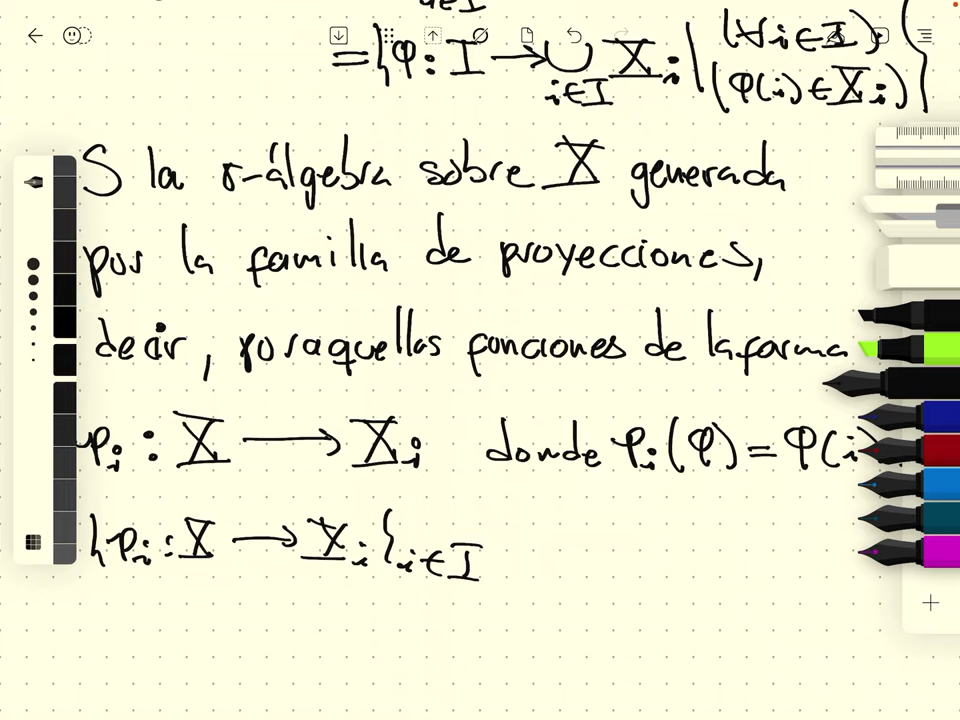 = {φ : I → ∪ X_i | (∀i∈I)
i∈I (φ(i)∈X_i) }
S la σ-álgebra sobre X generada
por la familla de proyecciones,
decir, por aquellas funciones de la forma
p_i : X → X_i donde p_i(φ) = φ(i)
{p_i : X → X_i}_{i∈I}